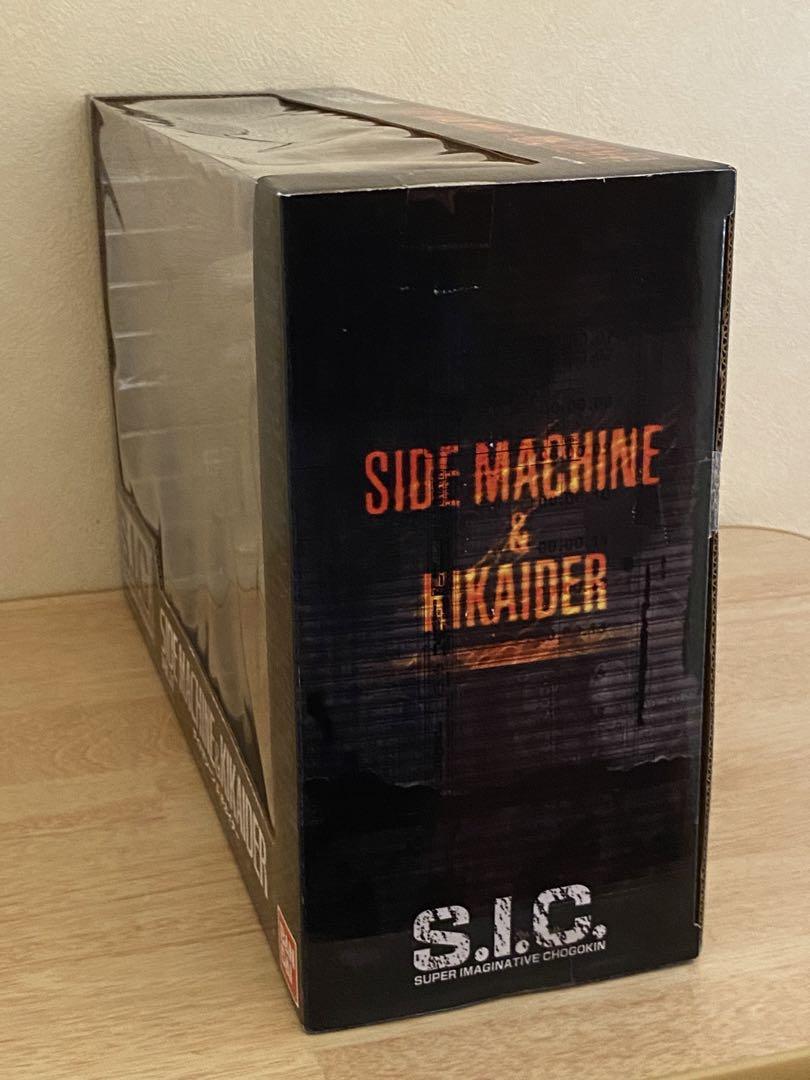 SIDE MACHINE
&
KIKAIDER
S.I.C.
SUPER IMAGINATIVE CHOGOKIN
SIDE MACHINE & KIKAIDER